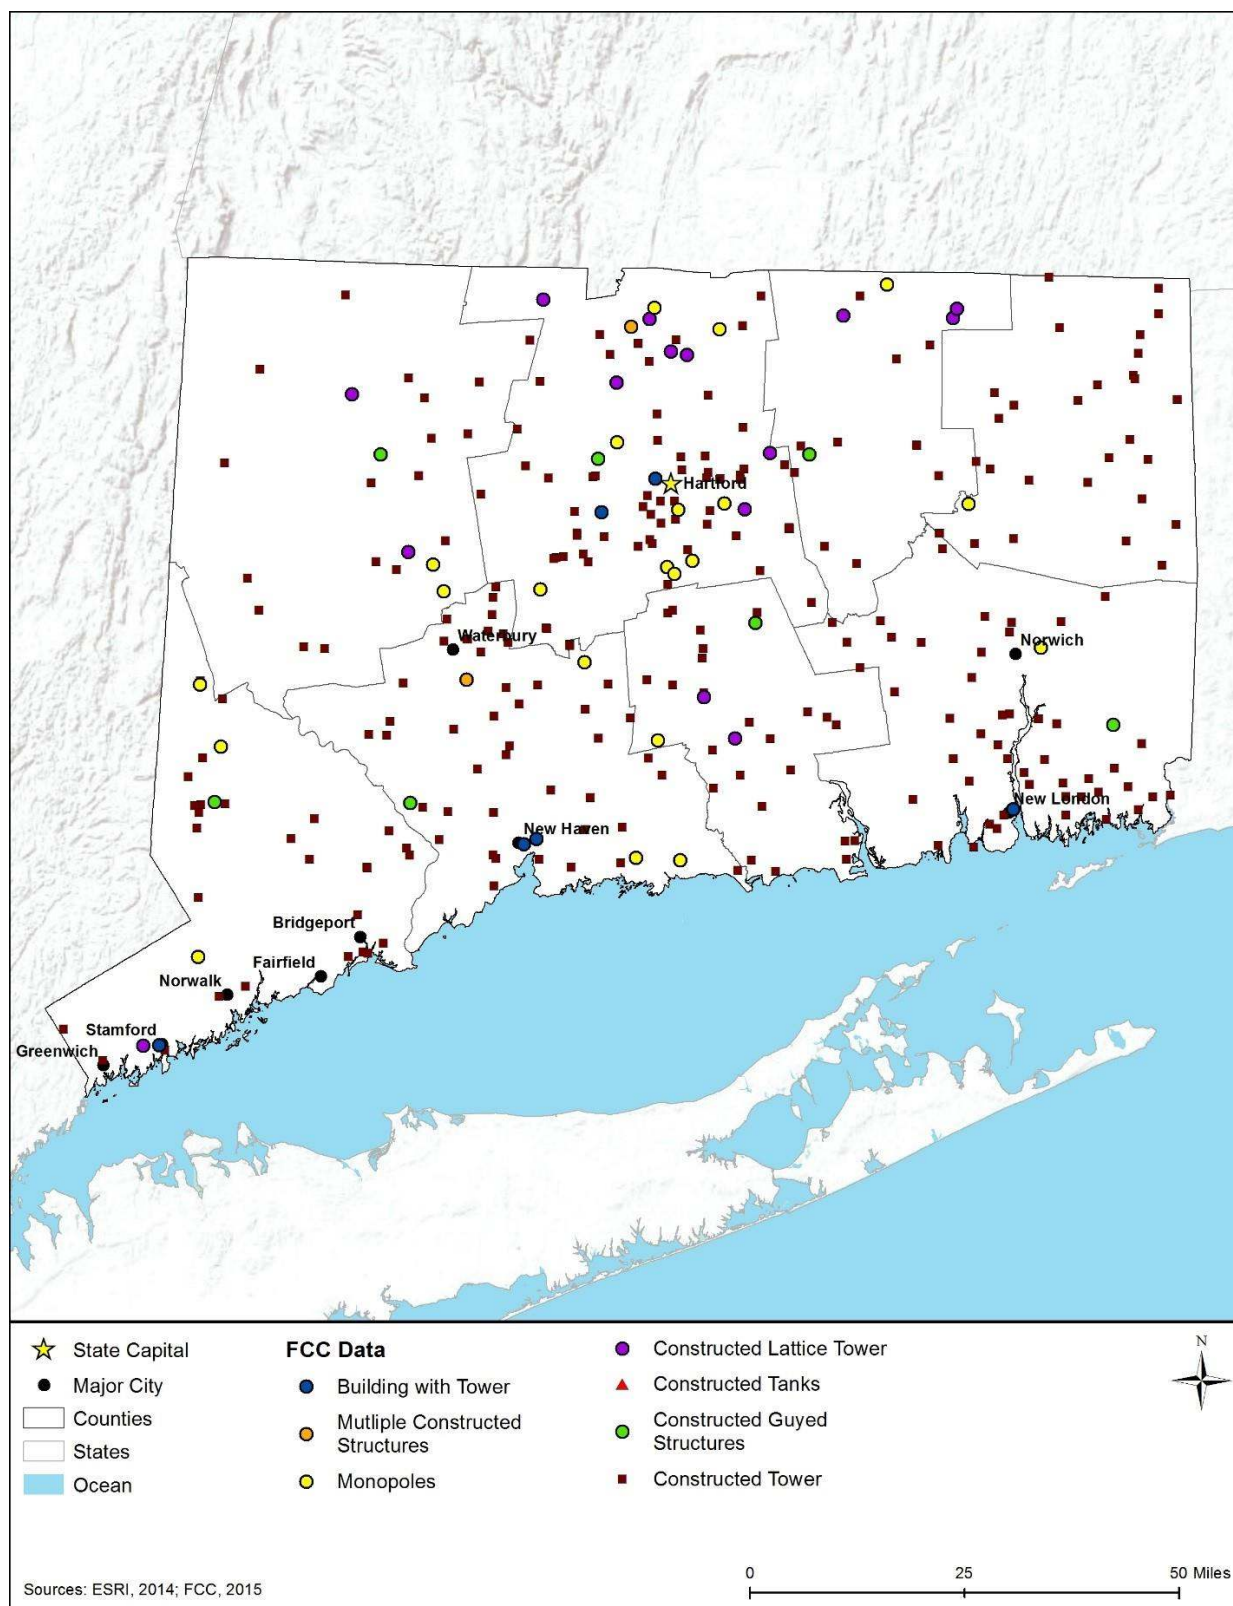 Hartford
Waterbury
Norwich
New London
New Haven
Bridgeport
Fairfield
Norwalk
Stamford
Greenwich
State Capital
Major City
Counties
States
Ocean
FCC Data
Building with Tower
Mutliple Constructed
Structures
Monopoles
Constructed Lattice Tower
Constructed Tanks
Constructed Guyed
Structures
Constructed Tower
N
Sources: ESRI, 2014; FCC, 2015
0 25 50 Miles